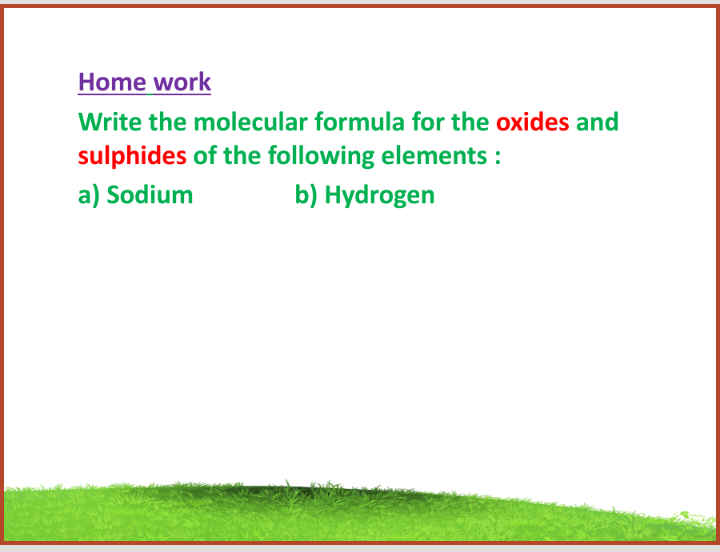 Home work
Write the molecular formula for the oxides and
sulphides of the following elements :
a) Sodium b) Hydrogen